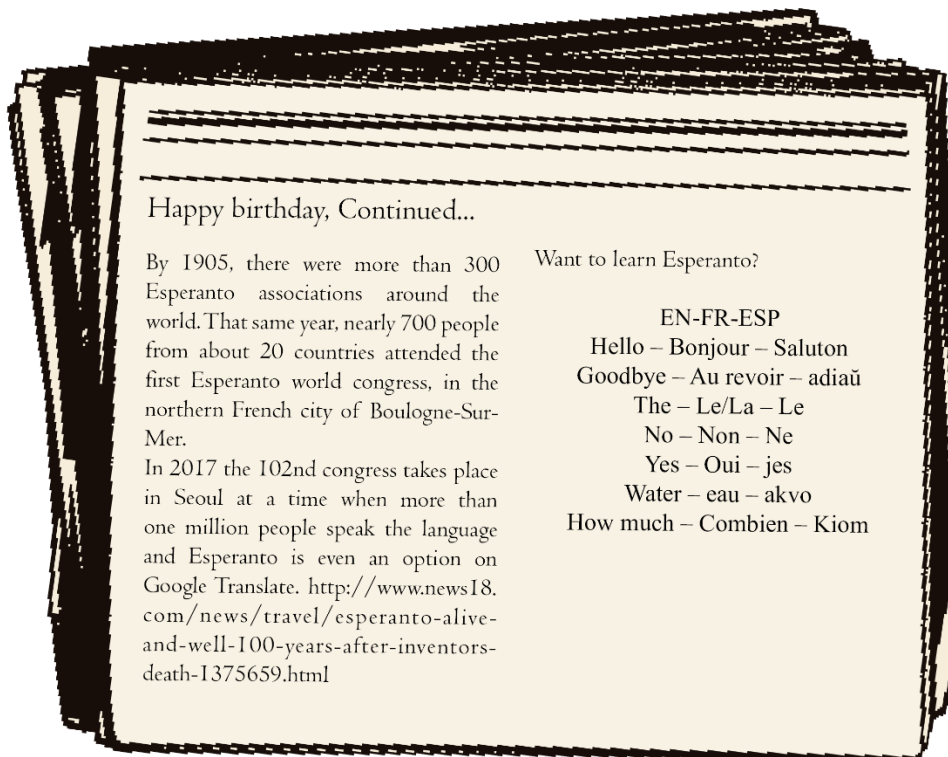 Happy birthday, Continued...
By 1905, there were more than 300
Esperanto associations around the
world. That same year, nearly 700 people
from about 20 countries attended the
first Esperanto world congress, in the
northern French city of Boulogne-Sur-
Mer.
In 2017 the 102nd congress takes place
in Seoul at a time when more than
one million people speak the language
and Esperanto is even an option on
Google Translate. http://www.news18.
com/news/travel/esperanto-alive-
and-well-100-years-after-inventors-
death-1375659.html
Want to learn Esperanto?
EN-FR-ESP
Hello – Bonjour – Saluton
Goodbye – Au revoir – adiaŭ
The – Le/La – Le
No – Non – Ne
Yes – Oui – jes
Water – eau – akvo
How much – Combien – Kiom